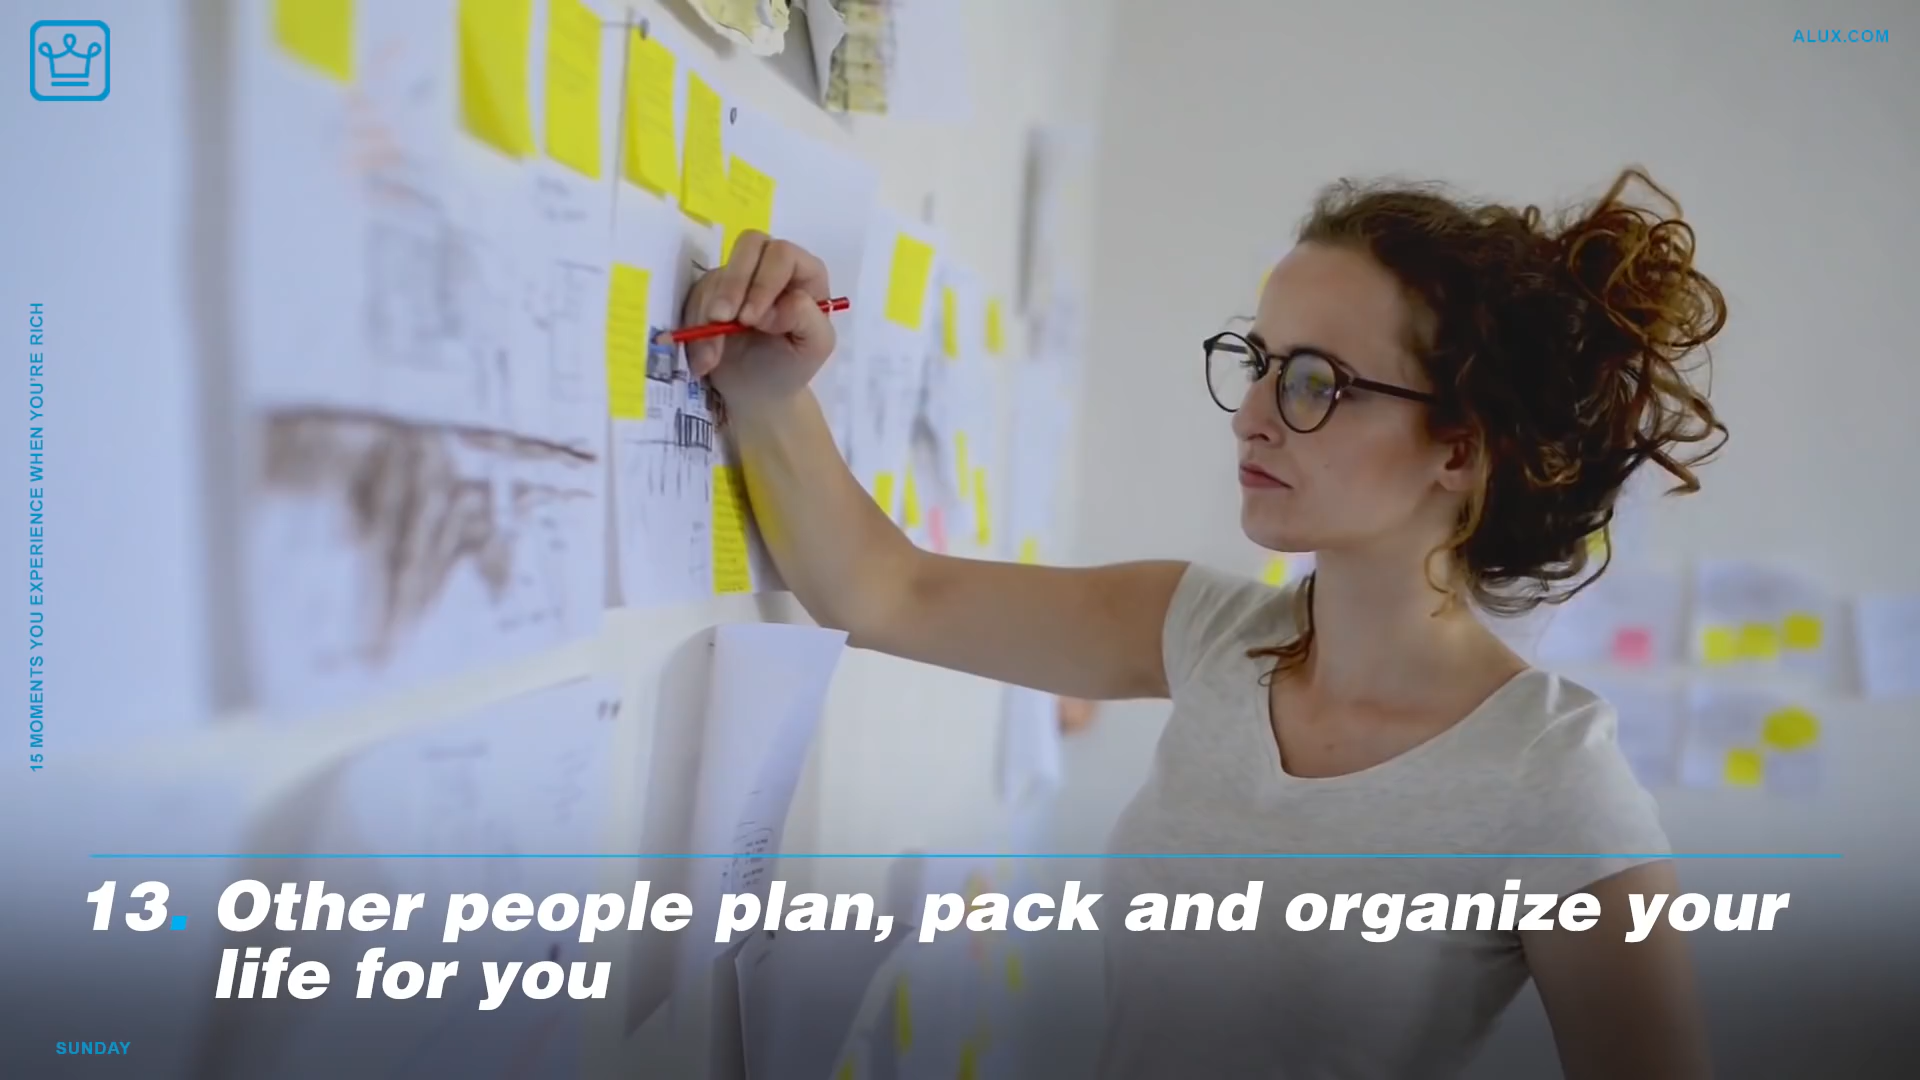 ALUX.COM
15 MOMENTS YOU EXPERIENCE WHEN YOU'RE RICH
13. Other people plan, pack and organize your
life for you
SUNDAY